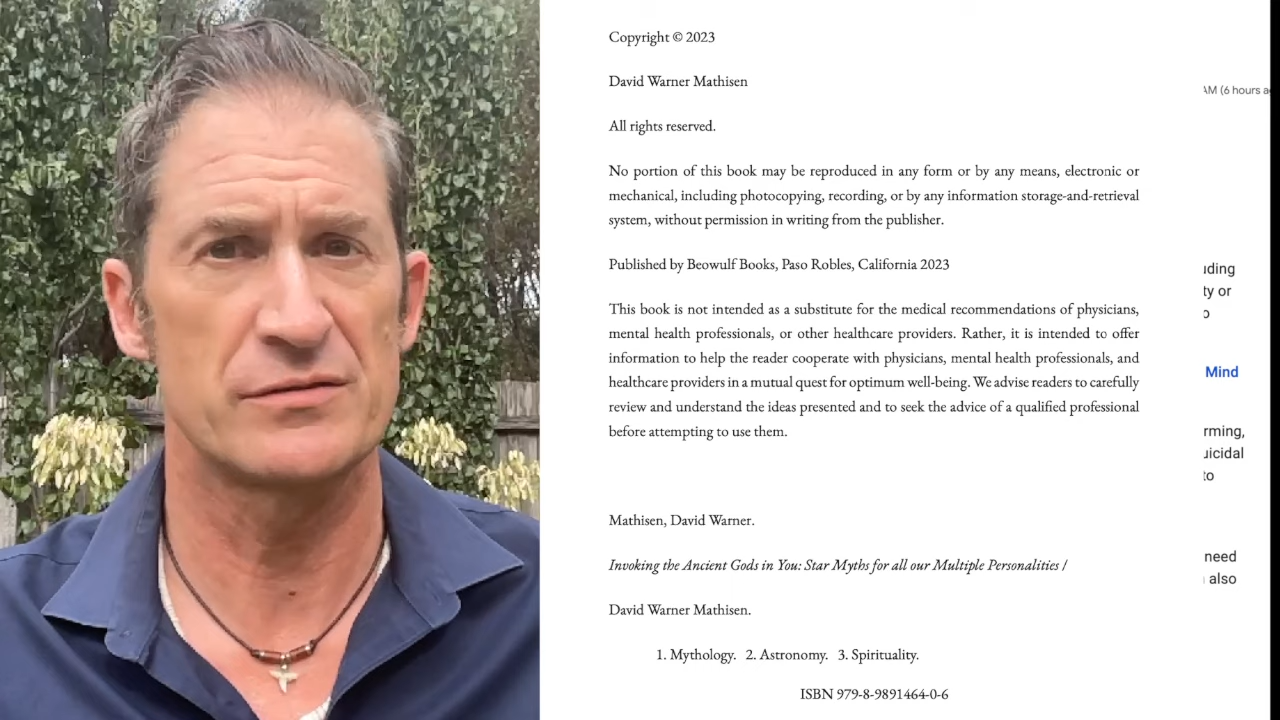 Copyright © 2023
David Warner Mathisen
All rights reserved.
No portion of this book may be reproduced in any form or by any means, electronic or
mechanical, including photocopying, recording, or by any information storage-and-retrieval
system, without permission in writing from the publisher.
Published by Beowulf Books, Paso Robles, California 2023
This book is not intended as a substitute for the medical recommendations of physicians,
mental health professionals, or other healthcare providers. Rather, it is intended to offer
information to help the reader cooperate with physicians, mental health professionals, and
healthcare providers in a mutual quest for optimum well-being. We advise readers to carefully
review and understand the ideas presented and to seek the advice of a qualified professional
before attempting to use them.
Mathisen, David Warner.
Invoking the Ancient Gods in You: Star Myths for all our Multiple Personalities /
David Warner Mathisen.
1. Mythology. 2. Astronomy. 3. Spirituality.
ISBN 979-8-9891464-0-6
AM (6 hours
Mind
to
need
also